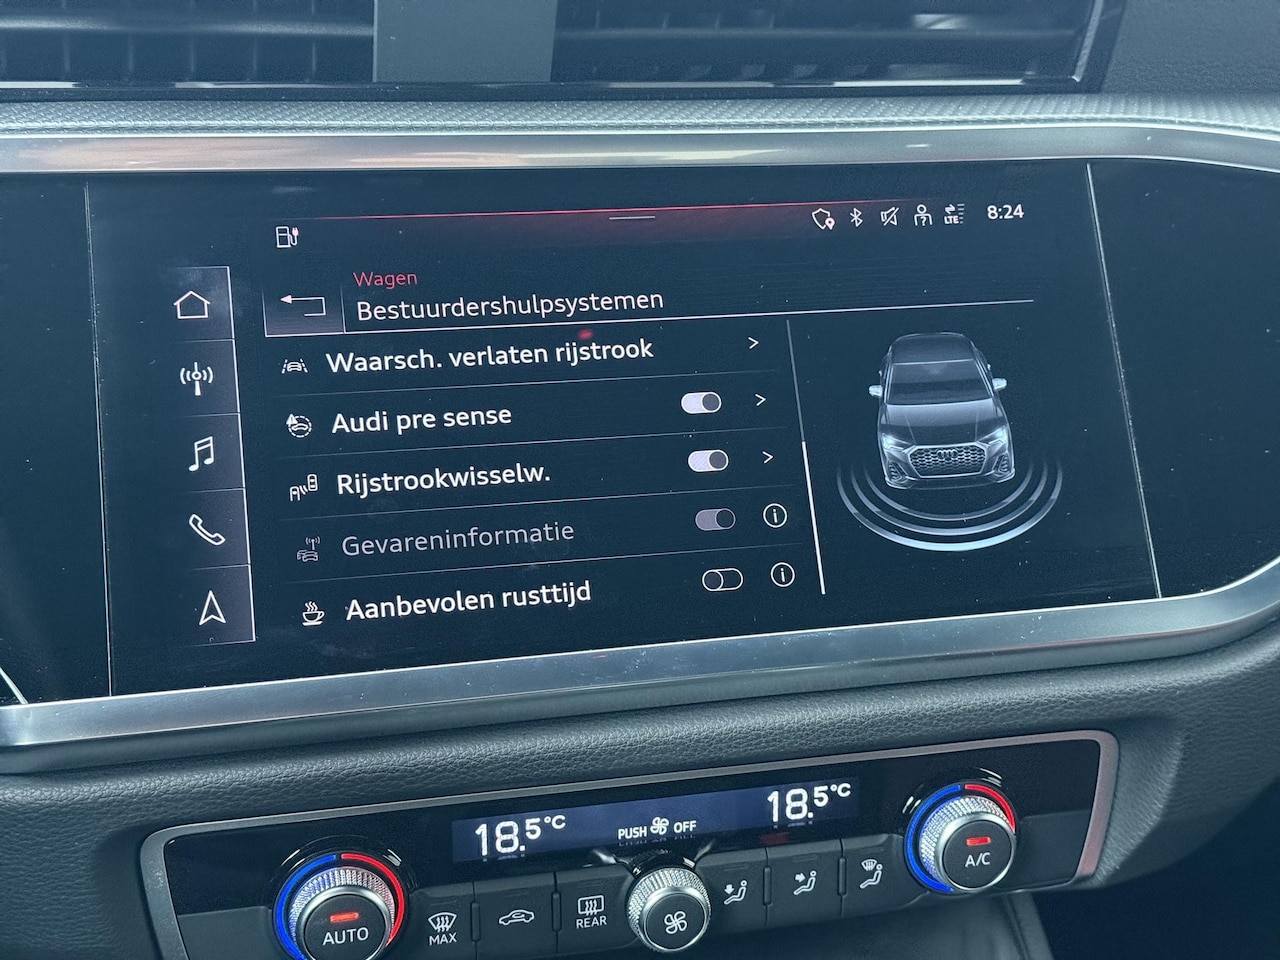 LTE 8:24
Wagen
Bestuurdershulpsystemen
Waarsch. verlaten rijstrook
Audi pre sense
Rijstrookwisselw.
Gevareninformatie
Aanbevolen rusttijd
18.5°C PUSH OFF 18.5°C
AUTO MAX REAR A/C